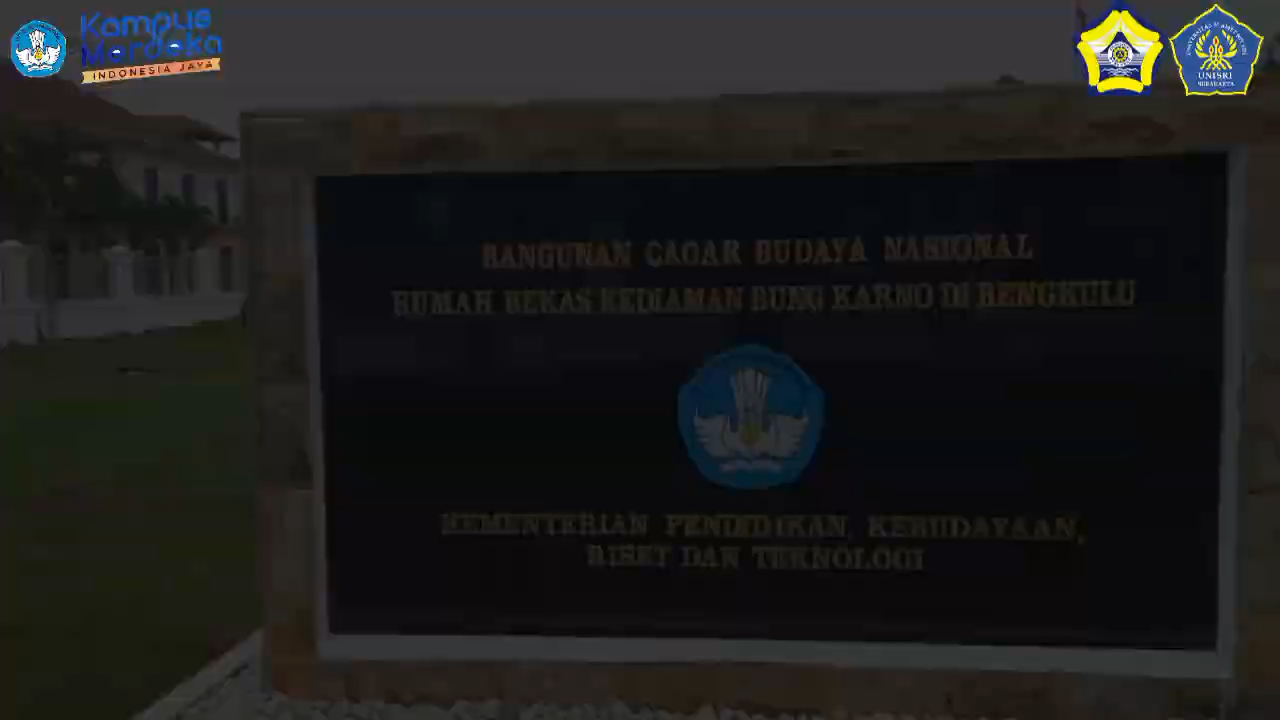 Kampus
Merdeka
INDONESIA JAYA
UNISRI
SURAKARTA
BANGUNAN CAGAR BUDAYA NASIONAL
RUMAH BEKAS KEDIAMAN BUNG KARNO DI BENGKULU
KEMENTERIAN PENDIDIKAN, KEBUDAYAAN,
RISET DAN TEKNOLOGI